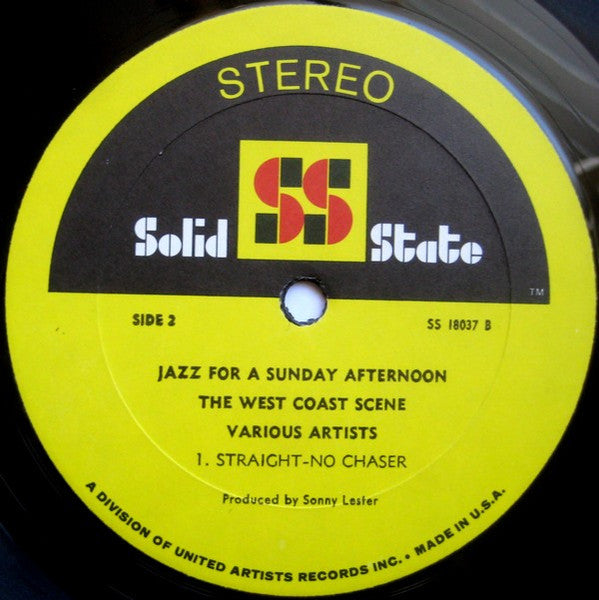 STEREO
SS
Solid State
TM
SIDE 2 SS 18037 B
JAZZ FOR A SUNDAY AFTERNOON
THE WEST COAST SCENE
VARIOUS ARTISTS
1. STRAIGHT-NO CHASER
Produced by Sonny Lester
A DIVISION OF UNITED ARTISTS RECORDS INC. • MADE IN U.S.A.